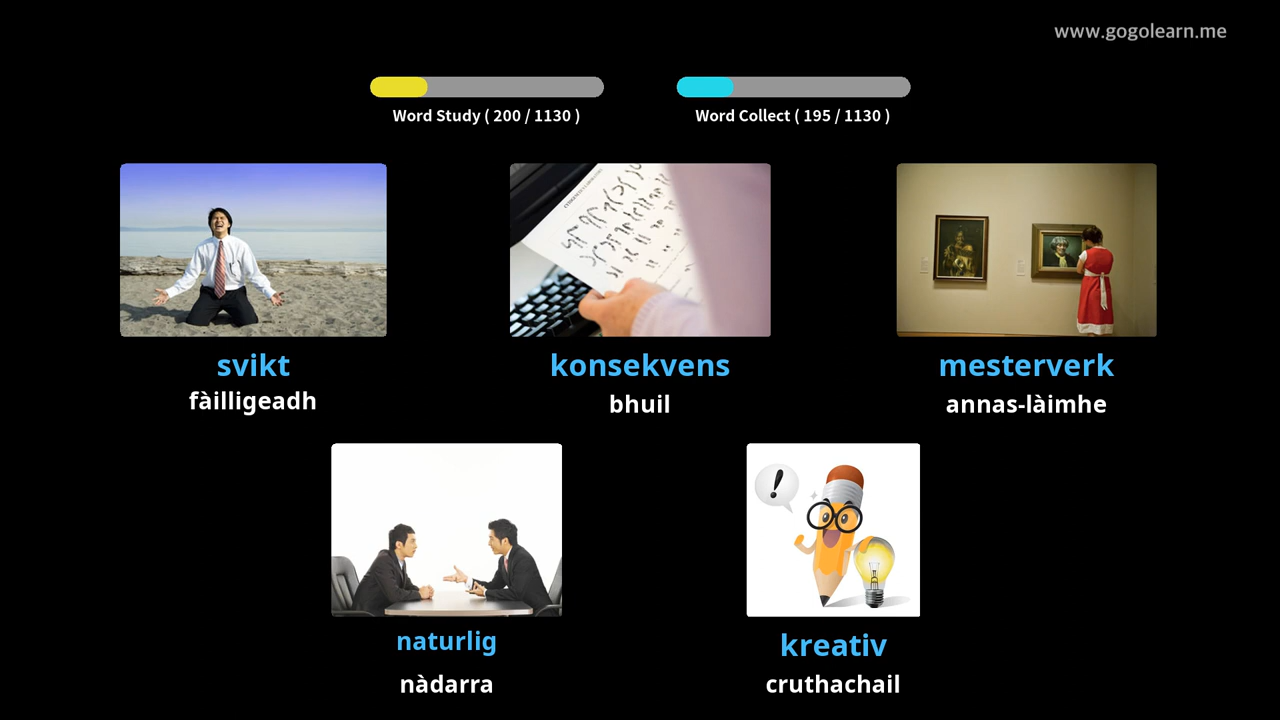 www.gogolearn.me
Word Study ( 200 / 1130 )
Word Collect ( 195 / 1130 )
svikt
fàilligeadh
konsekvens
bhuil
mesterverk
annas-làimhe
!
naturlig
nàdarra
kreativ
cruthachail